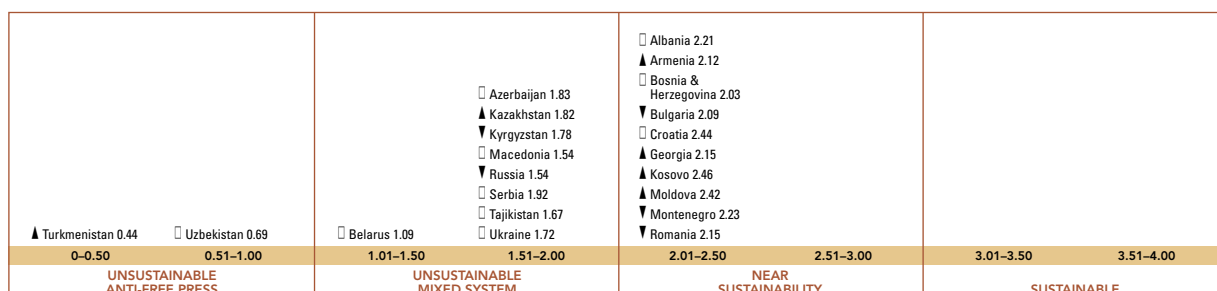 ▲ Turkmenistan 0.44
▯ Uzbekistan 0.69
▯ Belarus 1.09
▯ Azerbaijan 1.83
▲ Kazakhstan 1.82
▼ Kyrgyzstan 1.78
▯ Macedonia 1.54
▼ Russia 1.54
▯ Serbia 1.92
▯ Tajikistan 1.67
▯ Ukraine 1.72
▯ Albania 2.21
▲ Armenia 2.12
▯ Bosnia &
Herzegovina 2.03
▼ Bulgaria 2.09
▯ Croatia 2.44
▲ Georgia 2.15
▲ Kosovo 2.46
▲ Moldova 2.42
▼ Montenegro 2.23
▼ Romania 2.15
0–0.50
0.51–1.00
1.01–1.50
1.51–2.00
2.01–2.50
2.51–3.00
3.01–3.50
3.51–4.00
UNSUSTAINABLE
ANTI-FREE PRESS
UNSUSTAINABLE
MIXED SYSTEM
NEAR
SUSTAINABILITY
SUSTAINABLE